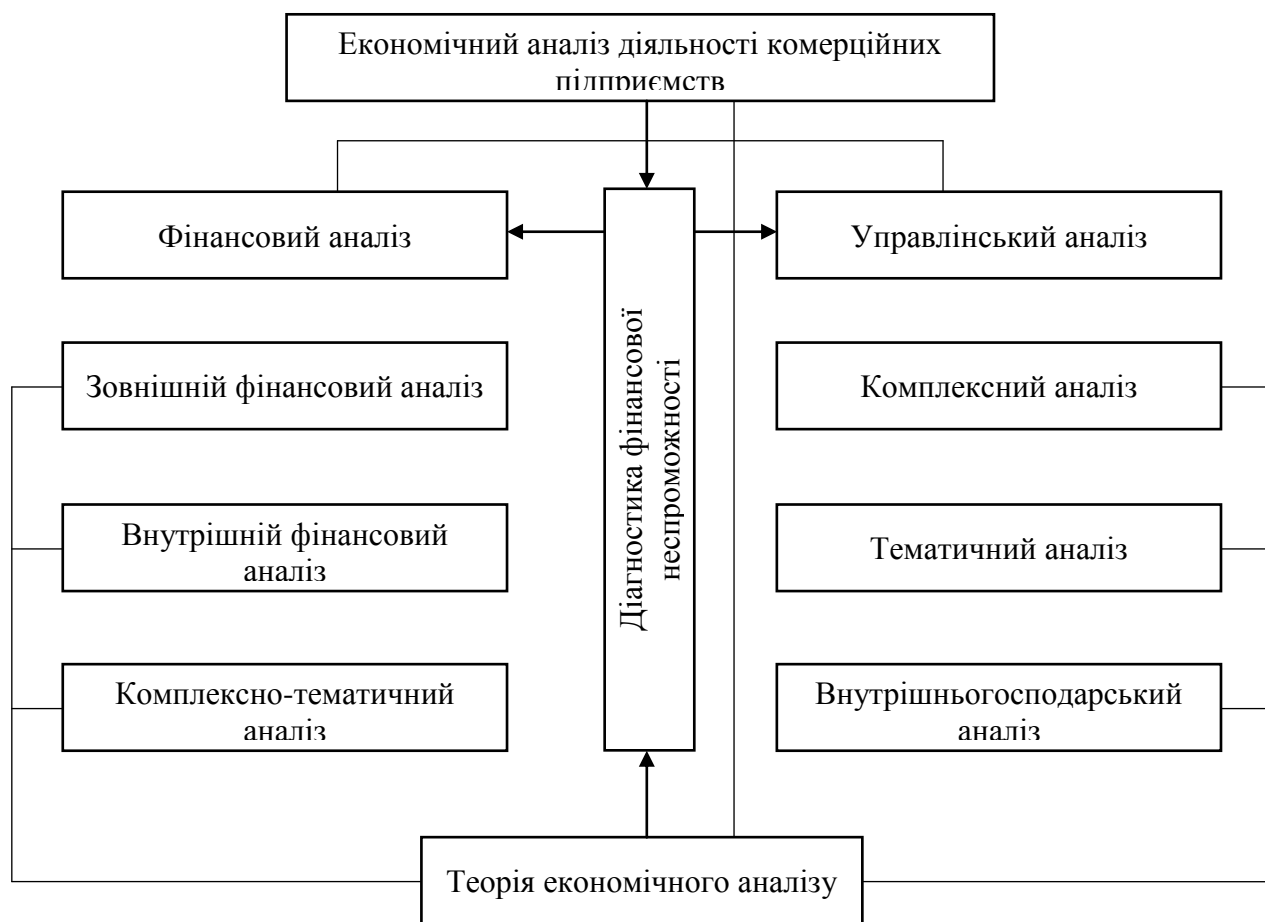 Економічний аналіз діяльності комерційних
підприємств
Фінансовий аналіз
Управлінський аналіз
Діагностика фінансової
неспроможності
Зовнішній фінансовий аналіз
Комплексний аналіз
Внутрішній фінансовий
аналіз
Тематичний аналіз
Комплексно-тематичний
аналіз
Внутрішньогосподарський
аналіз
Теорія економічного аналізу